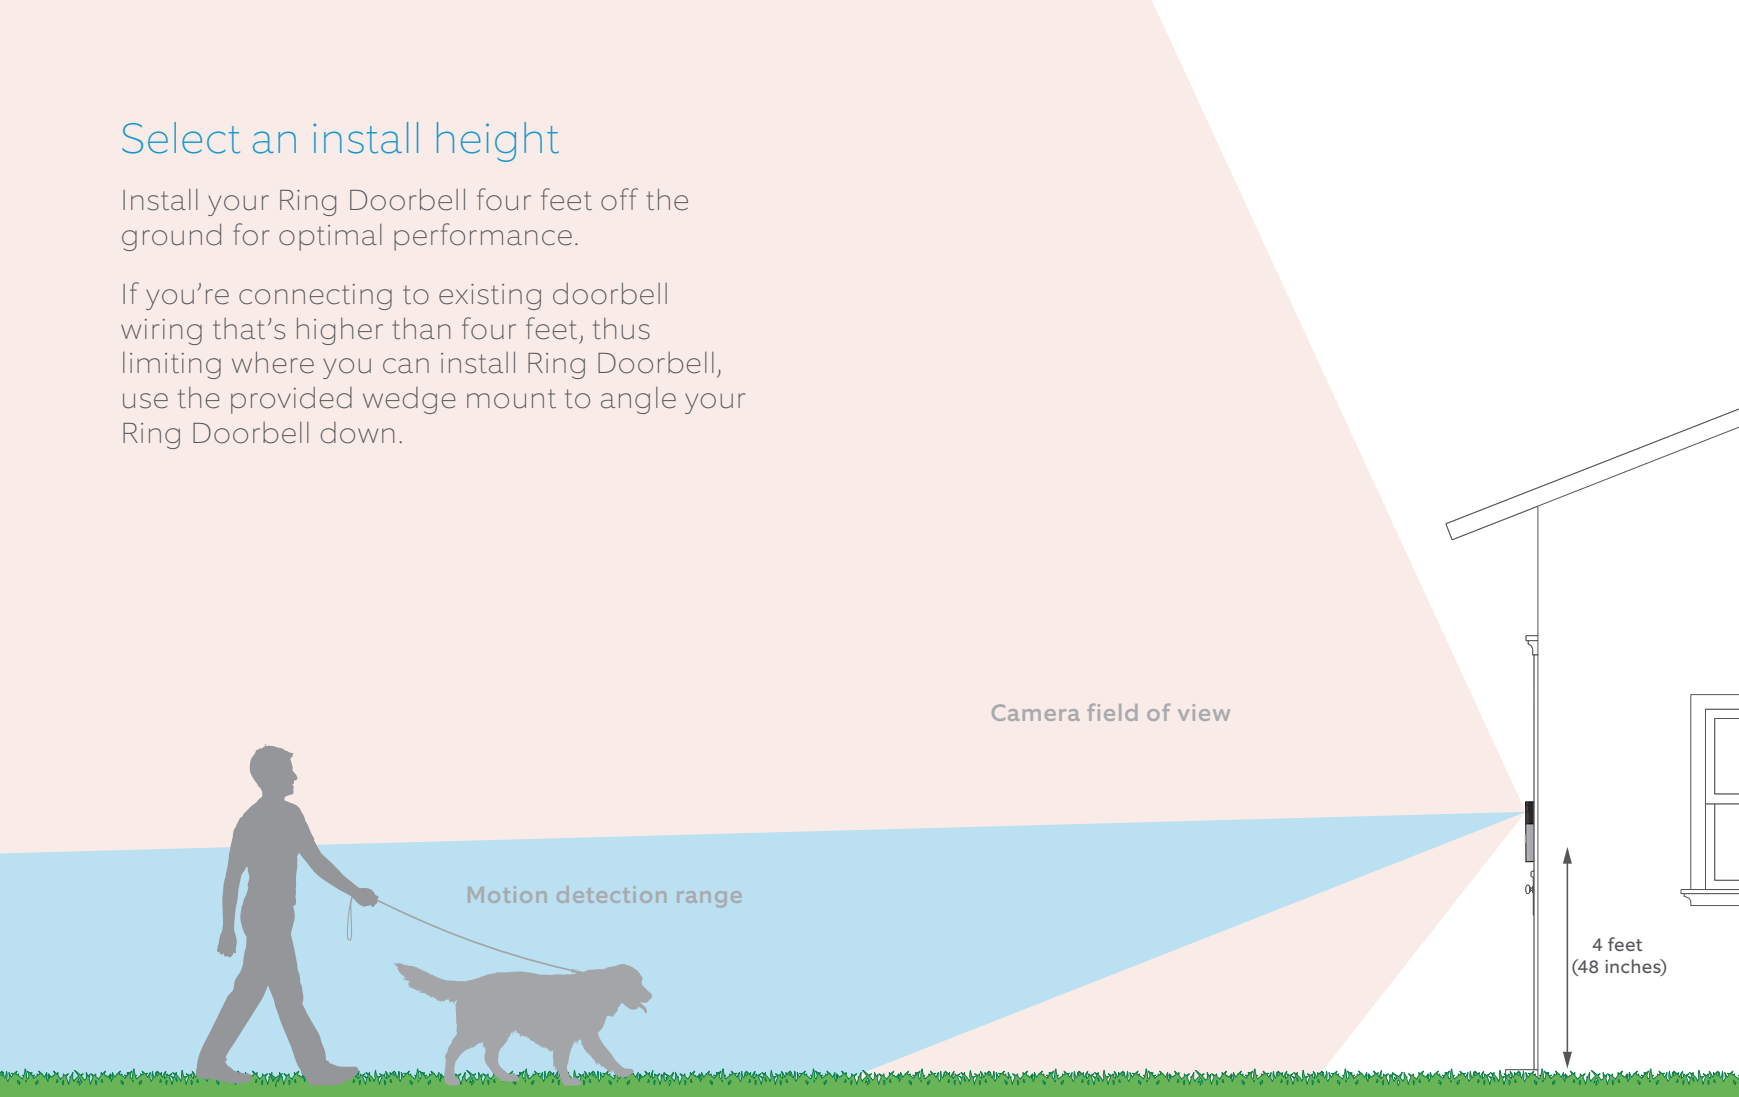 Select an install height
Install your Ring Doorbell four feet off the
ground for optimal performance.
If you’re connecting to existing doorbell
wiring that’s higher than four feet, thus
limiting where you can install Ring Doorbell,
use the provided wedge mount to angle your
Ring Doorbell down.
Camera field of view
Motion detection range
4 feet
(48 inches)